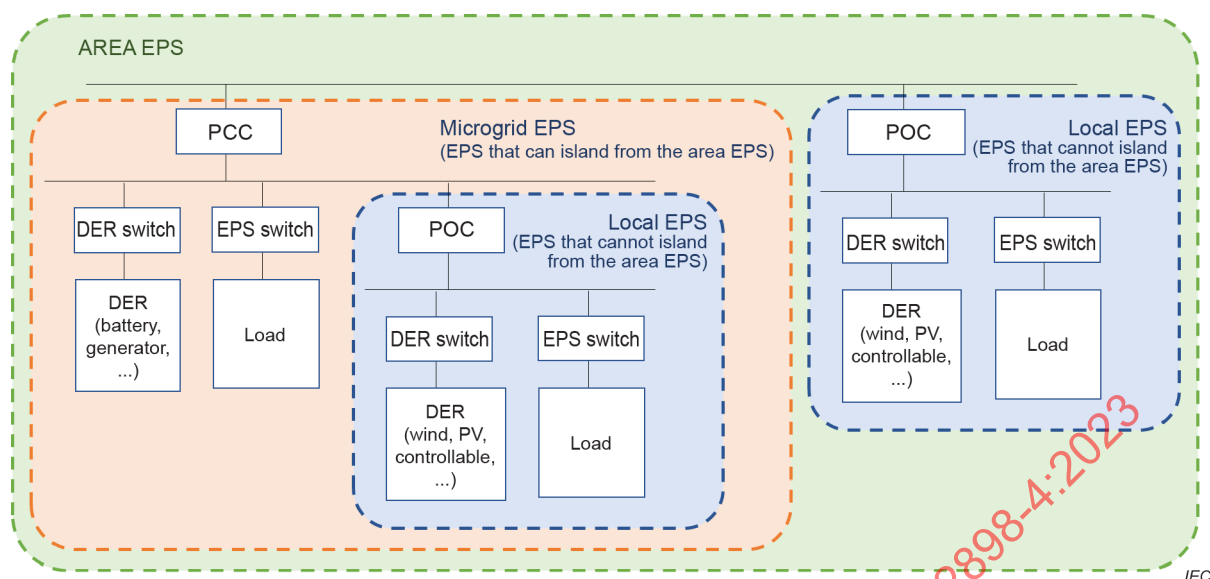 AREA EPS
PCC
Microgrid EPS
(EPS that can island from the area EPS)
POC
Local EPS
(EPS that cannot island
from the area EPS)
DER switch
EPS switch
POC
Local EPS
(EPS that cannot island
from the area EPS)
DER switch
EPS switch
DER
(battery,
generator,
...)
Load
DER switch
EPS switch
DER
(wind, PV,
controllable,
...)
Load
DER
(wind, PV,
controllable,
...)
Load
2898-4:2023
IEC